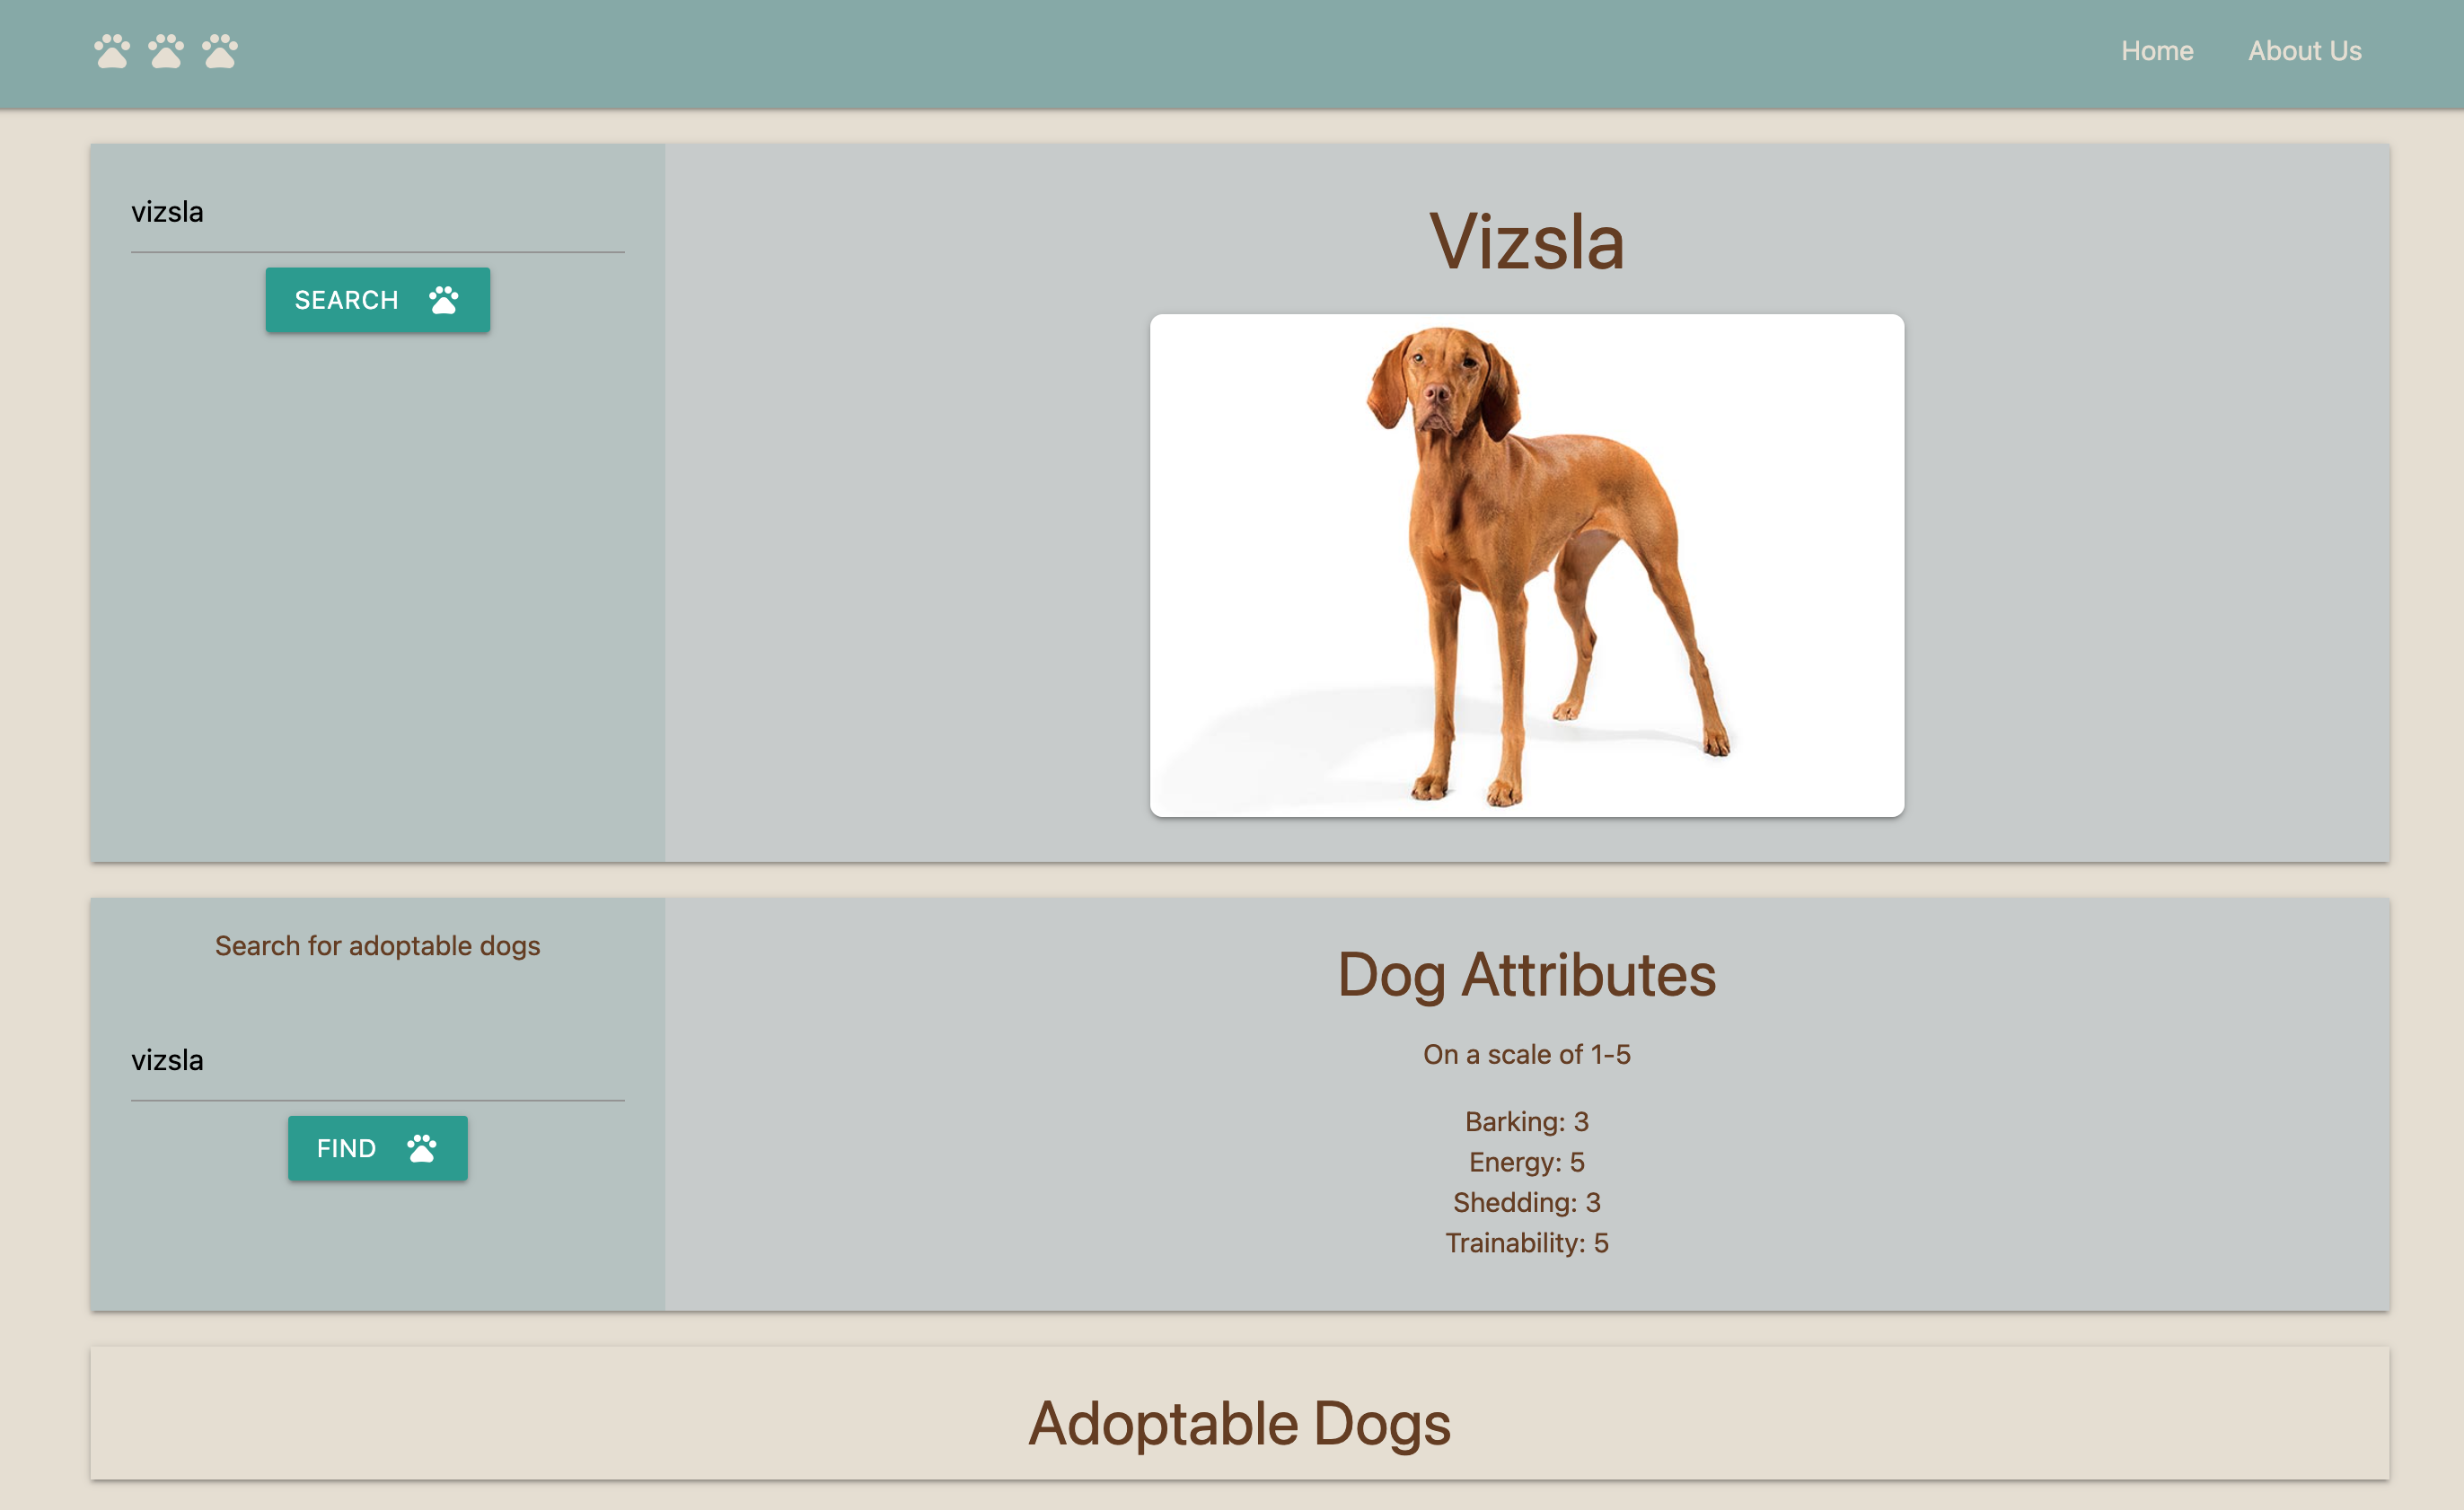 Home About Us
vizsla
SEARCH
Vizsla
Search for adoptable dogs
vizsla
FIND
Dog Attributes
On a scale of 1-5
Barking: 3
Energy: 5
Shedding: 3
Trainability: 5
Adoptable Dogs